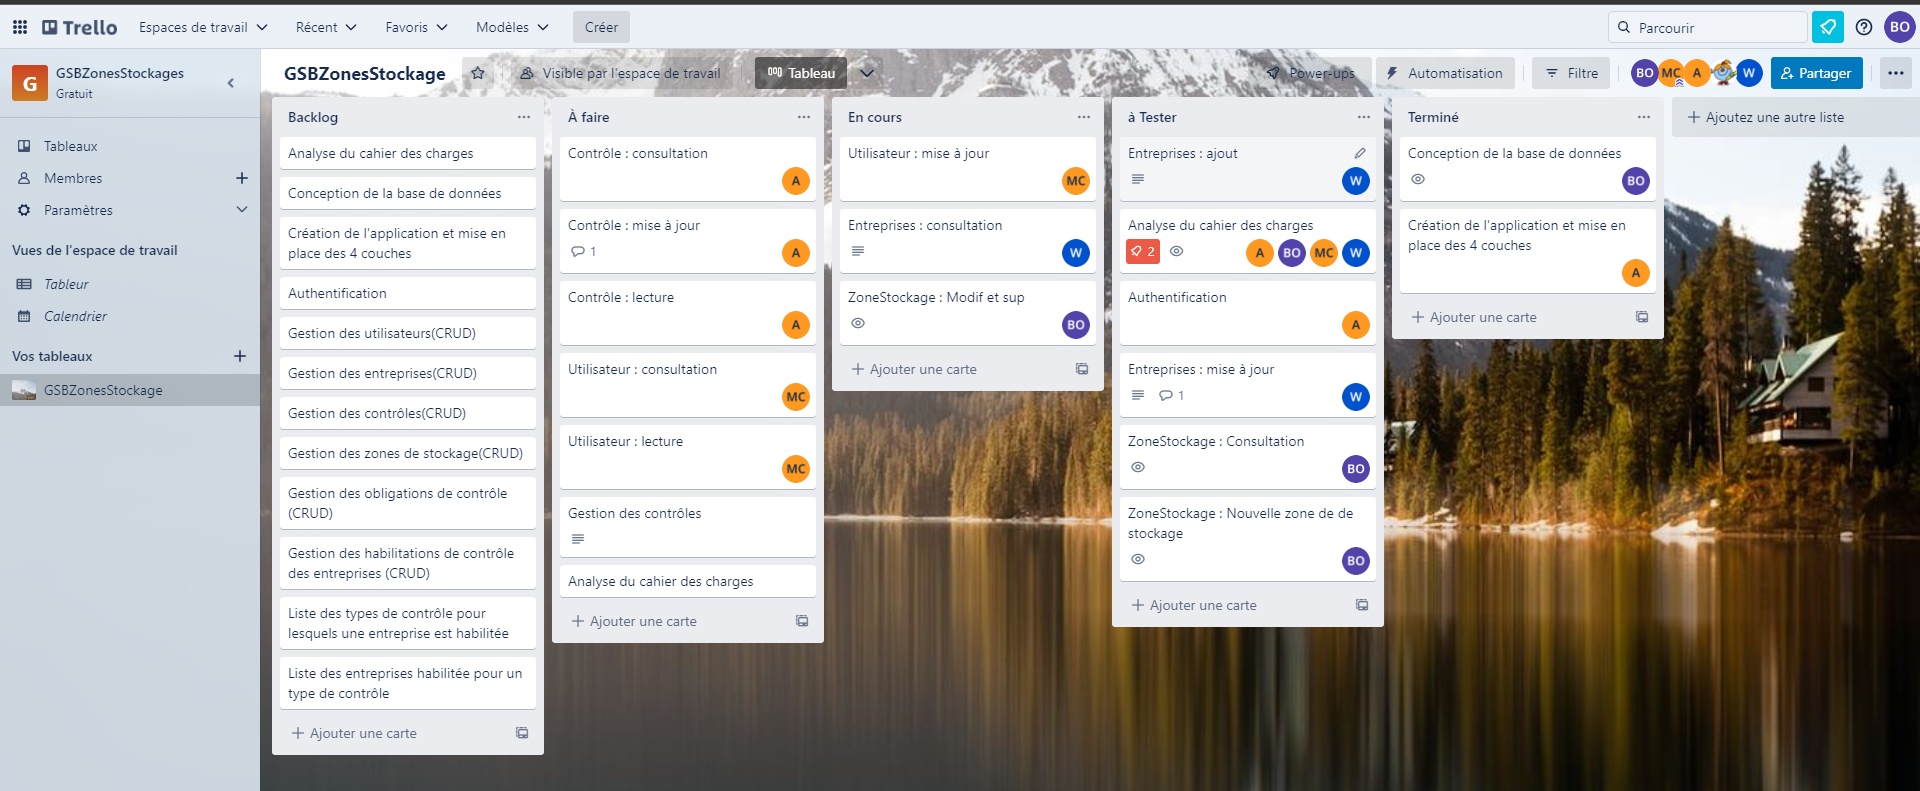 Trello
Espaces de travail
Récent
Favoris
Modèles
Créer
Parcourir
BO
G
GSBZonesStockages
Gratuit
Tableaux
Membres
Paramètres
Vues de l'espace de travail
Tableur
Calendrier
Vos tableaux
GSBZonesStockage
GSBZonesStockage
Visible par l'espace de travail
Tableau
Power-ups
Automatisation
Filtre
BO
MC
A
W
Partager
Backlog
Analyse du cahier des charges
Conception de la base de données
Création de l'application et mise en
place des 4 couches
Authentification
Gestion des utilisateurs(CRUD)
Gestion des entreprises(CRUD)
Gestion des contrôles(CRUD)
Gestion des zones de stockage(CRUD)
Gestion des obligations de contrôle
(CRUD)
Gestion des habilitations de contrôle
des entreprises (CRUD)
Liste des types de contrôle pour
lesquels une entreprise est habilitée
Liste des entreprises habilitée pour un
type de contrôle
Ajouter une carte
À faire
Contrôle : consultation
A
Contrôle : mise à jour
1
A
Contrôle : lecture
A
Utilisateur : consultation
MC
Utilisateur : lecture
MC
Gestion des contrôles
Analyse du cahier des charges
Ajouter une carte
En cours
Utilisateur : mise à jour
MC
Entreprises : consultation
W
ZoneStockage : Modif et sup
BO
Ajouter une carte
à Tester
Entreprises : ajout
W
Analyse du cahier des charges
2
A
BO
MC
W
Authentification
A
Entreprises : mise à jour
1
W
ZoneStockage : Consultation
BO
ZoneStockage : Nouvelle zone de de
stockage
BO
Ajouter une carte
Terminé
Conception de la base de données
BO
Création de l'application et mise en
place des 4 couches
A
Ajouter une carte
Ajoutez une autre liste